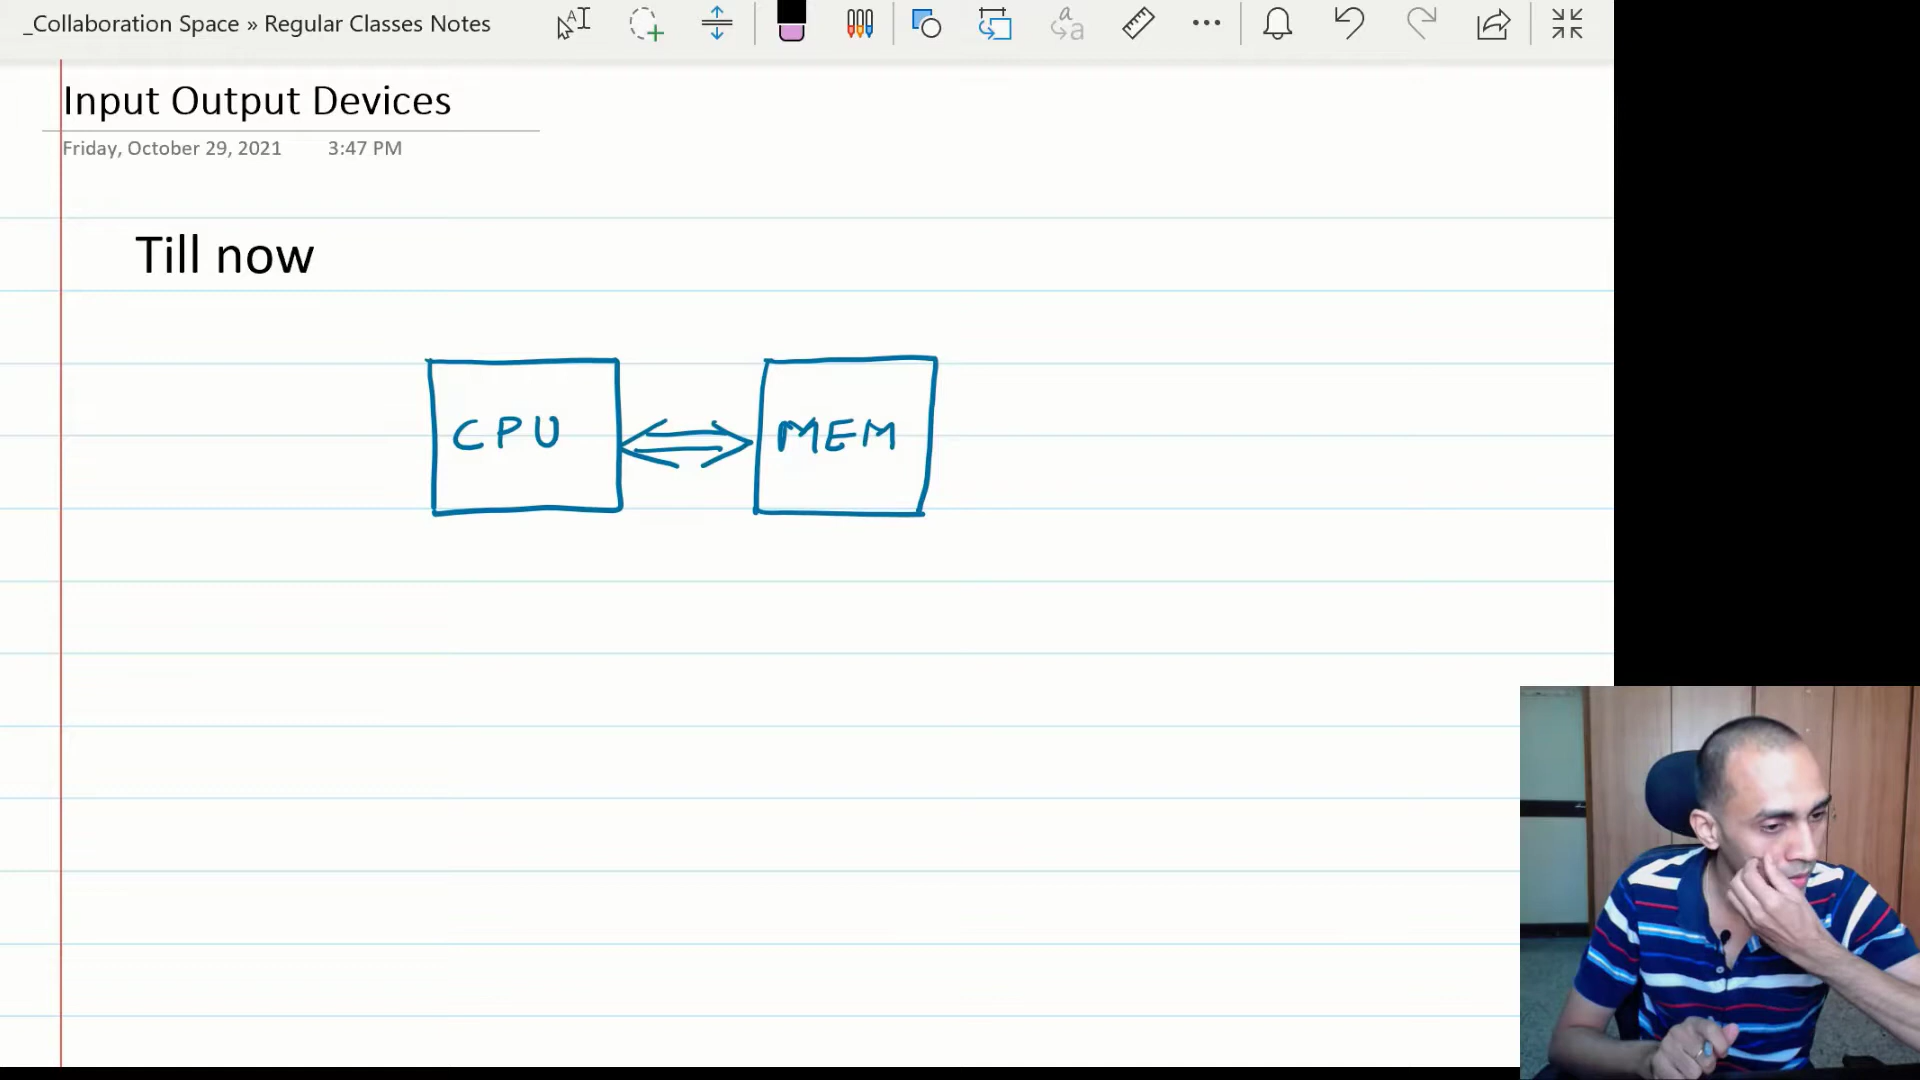 _Collaboration Space » Regular Classes Notes
Input Output Devices
Friday, October 29, 2021 3:47 PM
Till now
CPU MEM